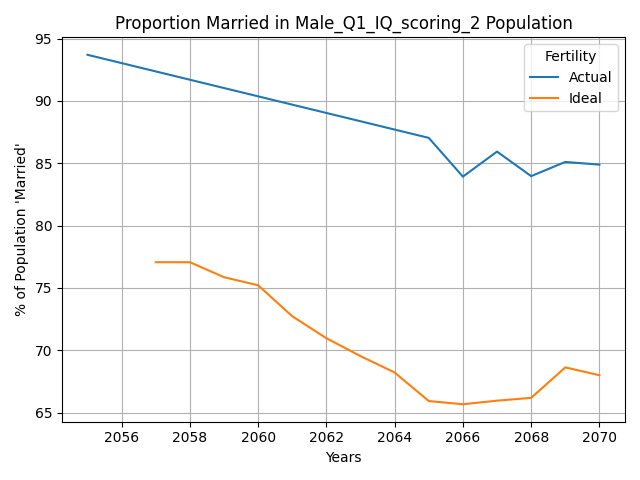 Proportion Married in Male_Q1_IQ_scoring_2 Population
95
90
85
80
75
70
65
% of Population 'Married'
Fertility
Actual
Ideal
2056 2058 2060 2062 2064 2066 2068 2070
Years